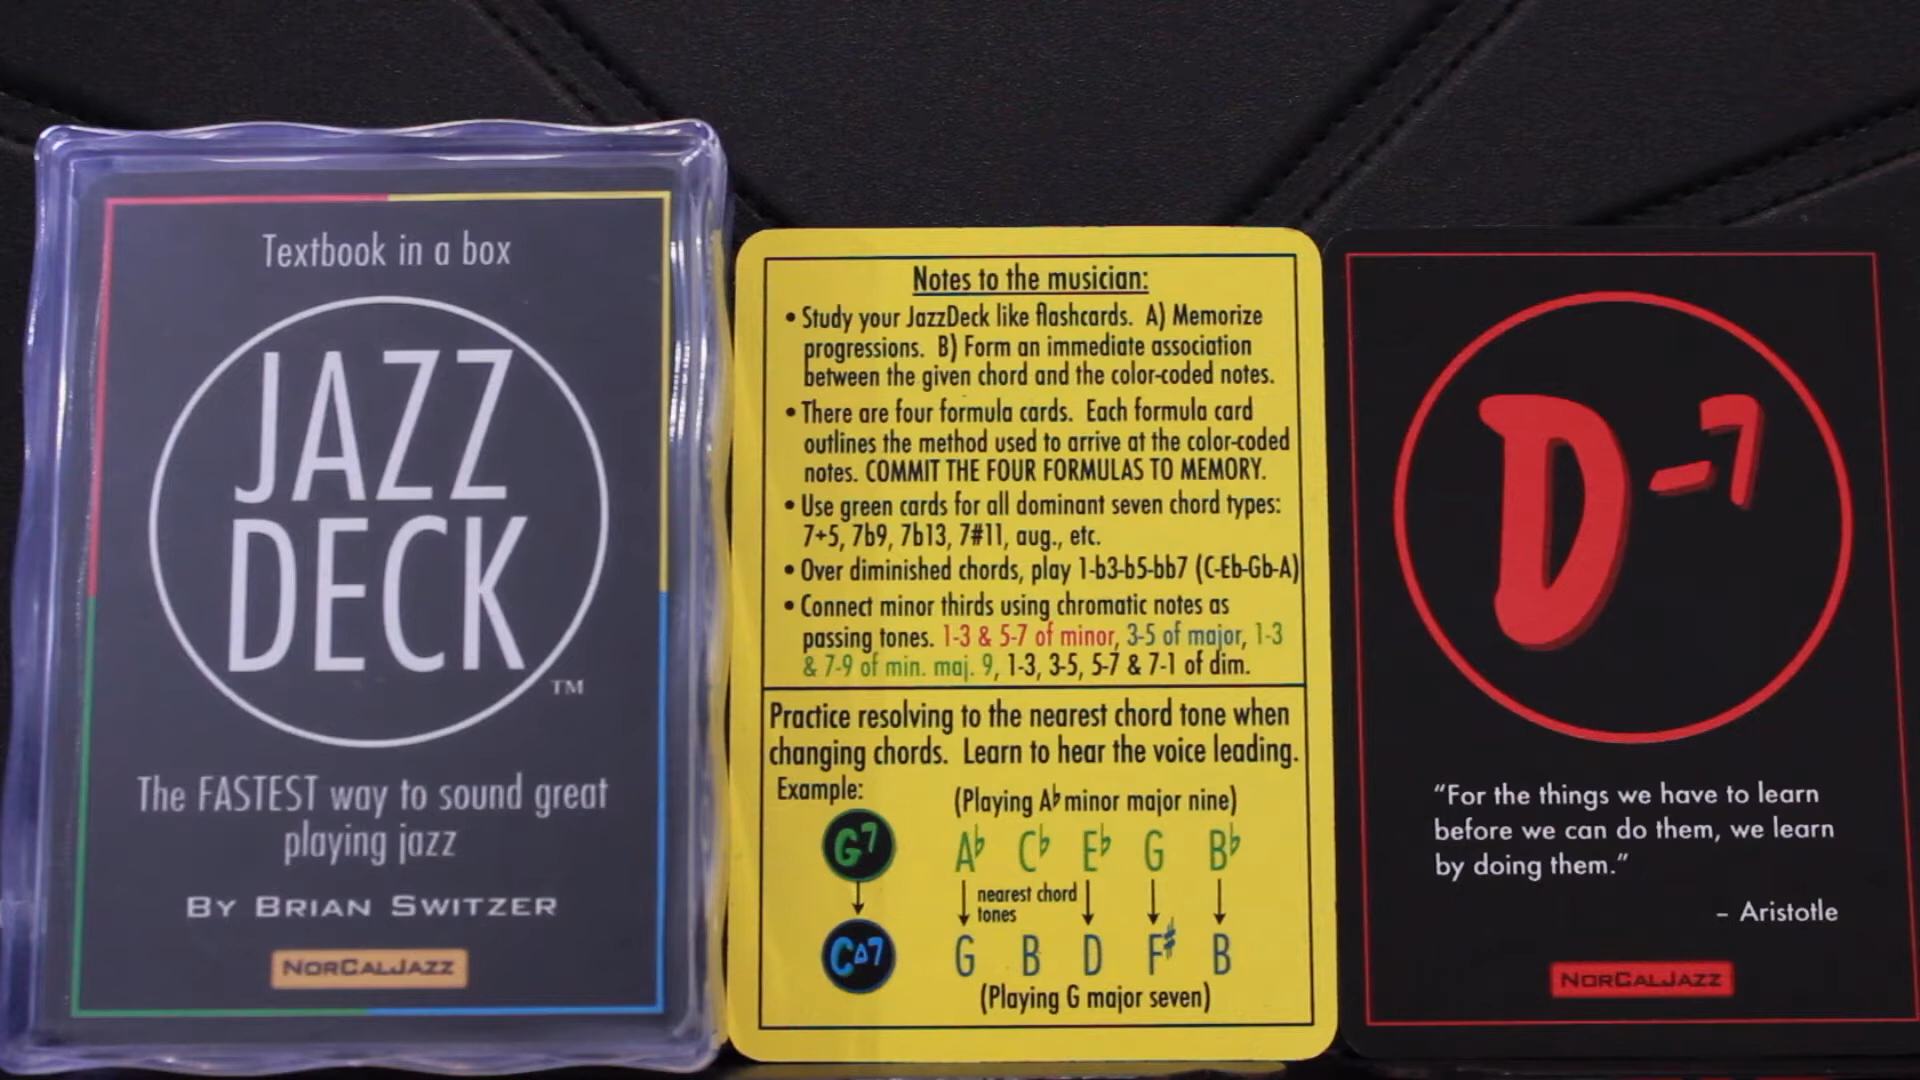 Textbook in a box
JAZZ
DECK
TM
The FASTEST way to sound great
playing jazz
BY BRIAN SWITZER
NORCALJAZZ
Notes to the musician:
• Study your JazzDeck like flashcards. A) Memorize
progressions. B) Form an immediate association
between the given chord and the color-coded notes.
• There are four formula cards. Each formula card
outlines the method used to arrive at the color-coded
notes. COMMIT THE FOUR FORMULAS TO MEMORY.
• Use green cards for all dominant seven chord types:
7+5, 7b9, 7b13, 7#11, aug., etc.
• Over diminished chords, play 1-b3-b5-bb7 (C-Eb-Gb-A)
• Connect minor thirds using chromatic notes as
passing tones. 1-3 & 5-7 of minor, 3-5 of major, 1-3
& 7-9 of min. maj. 9, 1-3, 3-5, 5-7 & 7-1 of dim.
Practice resolving to the nearest chord tone when
changing chords. Learn to hear the voice leading.
Example:
(Playing A♭ minor major nine)
G7 A♭ C♭ E♭ G B♭
nearest chord
tones
C∆7 G B D F♯ B
(Playing G major seven)
D-7
“For the things we have to learn
before we can do them, we learn
by doing them.”
– Aristotle
NORCALJAZZ